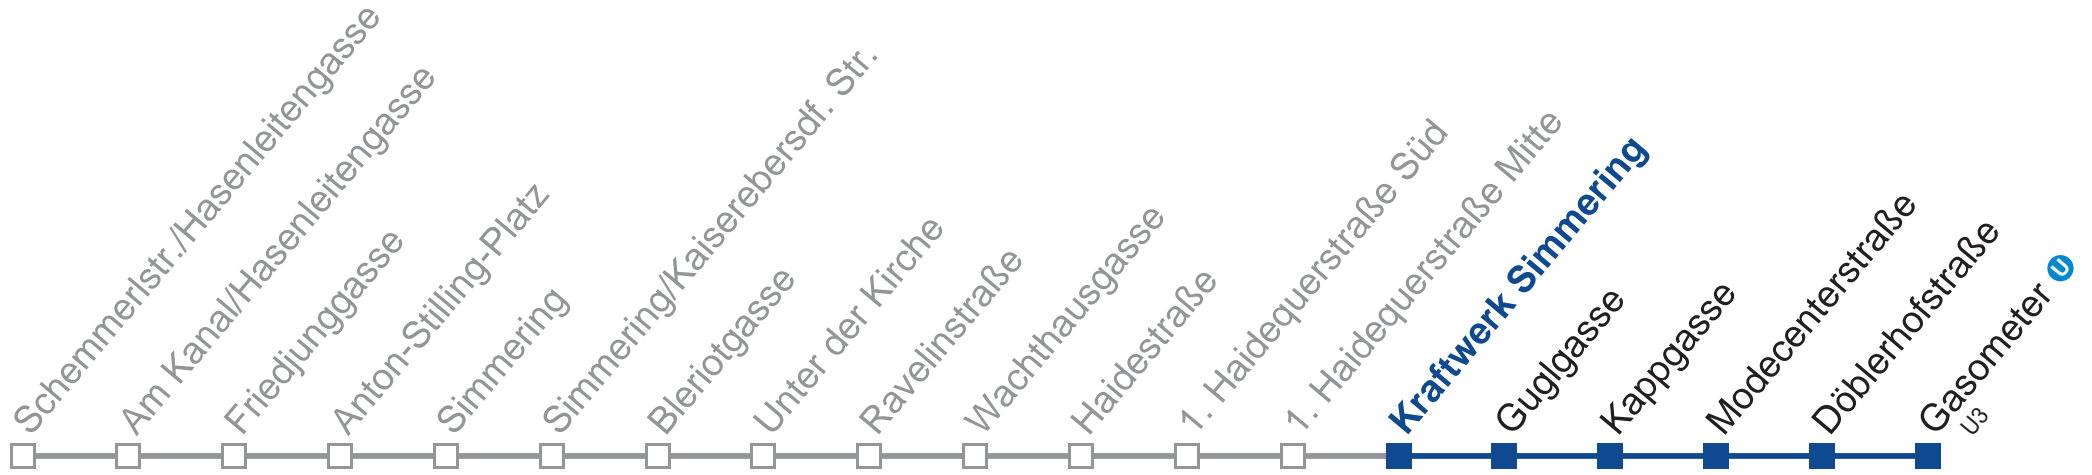 Schemmerlstr./Hasenleitengasse
Am Kanal/Hasenleitengasse
Friedjunggasse
Anton-Stilling-Platz
Simmering
Simmering/Kaiserebersdf. Str.
Bleriotgasse
Unter der Kirche
Ravelinstraße
Wachthausgasse
Haidestraße
1. Haidequerstraße Süd
1. Haidequerstraße Mitte
Kraftwerk Simmering
Guglgasse
Kappgasse
Modecenterstraße
Döblerhofstraße
Gasometer U
U3